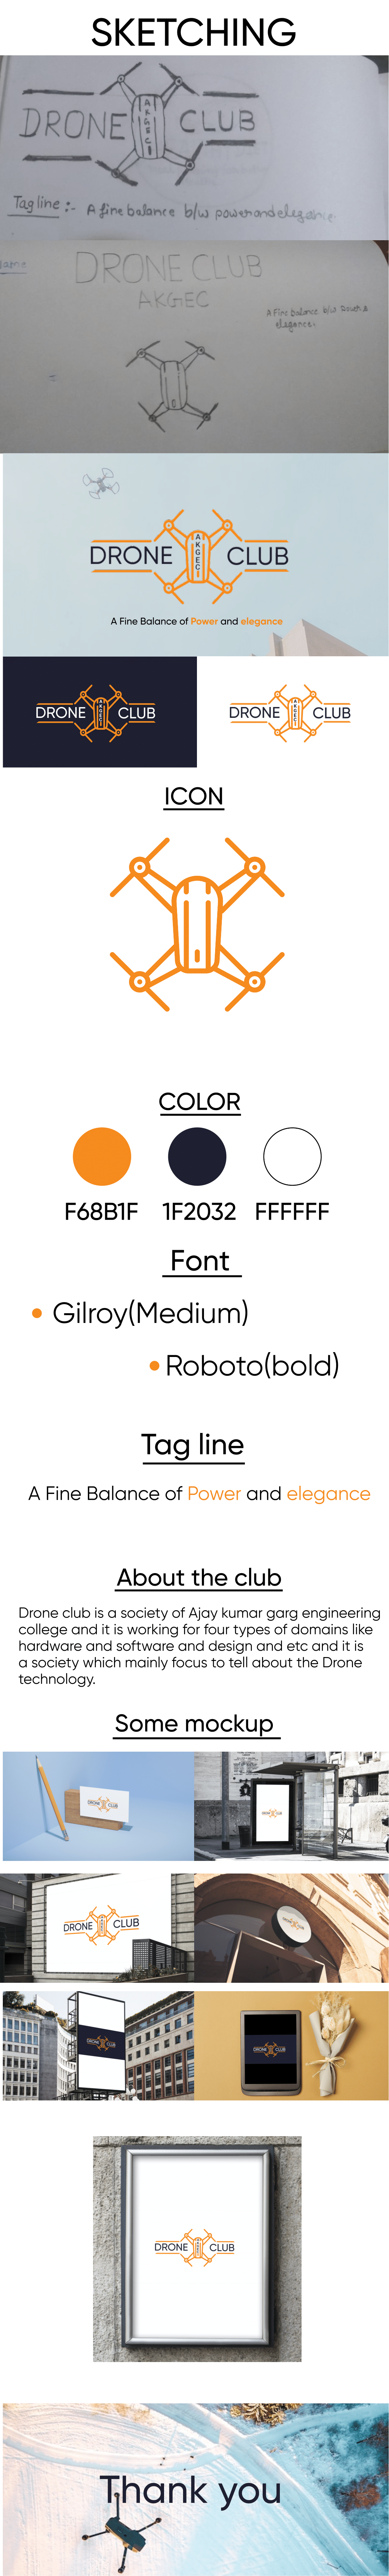 SKETCHING
DRONE AKGEC CLUB
Tagline :- A fine balance b/w power and elegance
DRONE CLUB
AKGEC
A Fine balance b/w
elegance.
DRONE AKGEC CLUB
A Fine Balance of Power and elegance
DRONE AKGEC CLUB
DRONE AKGEC CLUB
ICON
COLOR
F68B1F 1F2032 FFFFFF
Font
Gilroy(Medium)
Roboto(bold)
Tag line
A Fine Balance of Power and elegance
About the club
Drone club is a society of Ajay kumar garg engineering
college and it is working for four types of domains like
hardware and software and design and etc and it is
a society which mainly focus to tell about the Drone
technology.
Some mockup
DRONE CLUB
DRONE CLUB
DRONE CLUB
DRONE CLUB
DRONE CLUB
DRONE CLUB
Thank you